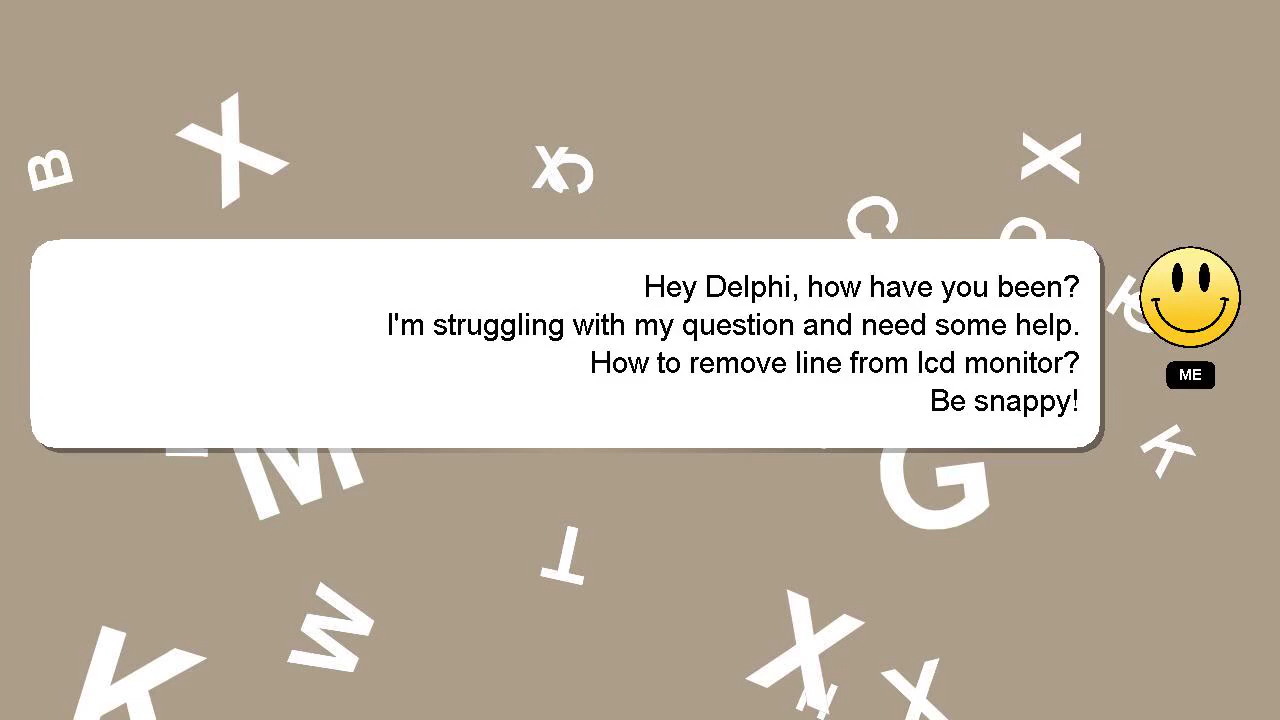 Hey Delphi, how have you been?
I'm struggling with my question and need some help.
How to remove line from lcd monitor?
Be snappy!
ME
B
X
X
C
X
C
K
K
M
G
T
W
K
X
X